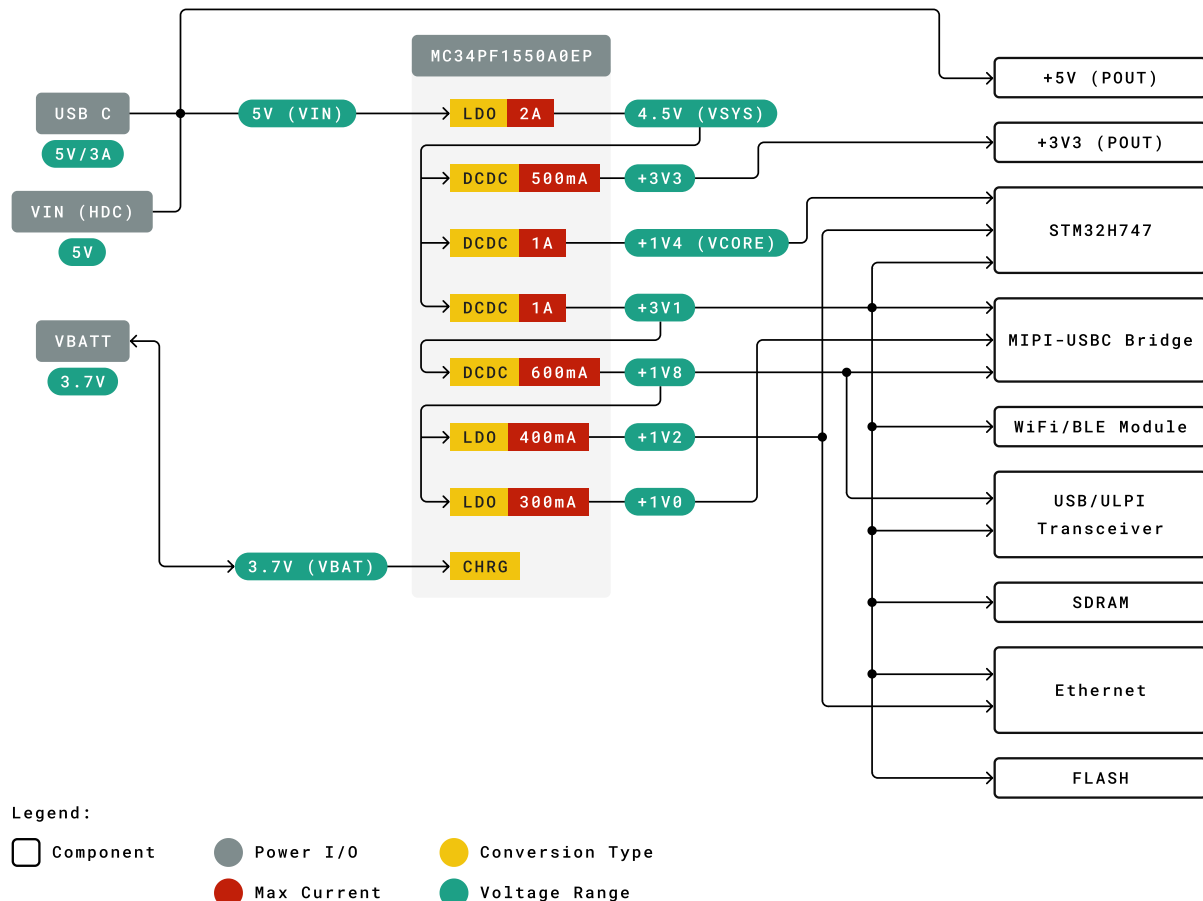 MC34PF1550A0EP
+5V (POUT)
USB C
5V (VIN)
LDO 2A
4.5V (VSYS)
5V/3A
+3V3 (POUT)
DCDC 500mA
+3V3
VIN (HDC)
5V
DCDC 1A
+1V4 (VCORE)
STM32H747
DCDC 1A
+3V1
VBATT
3.7V
MIPI-USBC Bridge
DCDC 600mA
+1V8
LDO 400mA
+1V2
WiFi/BLE Module
LDO 300mA
+1V0
USB/ULPI
Transceiver
3.7V (VBAT)
CHRG
SDRAM
Ethernet
FLASH
Legend:
Component
Power I/O
Conversion Type
Max Current
Voltage Range